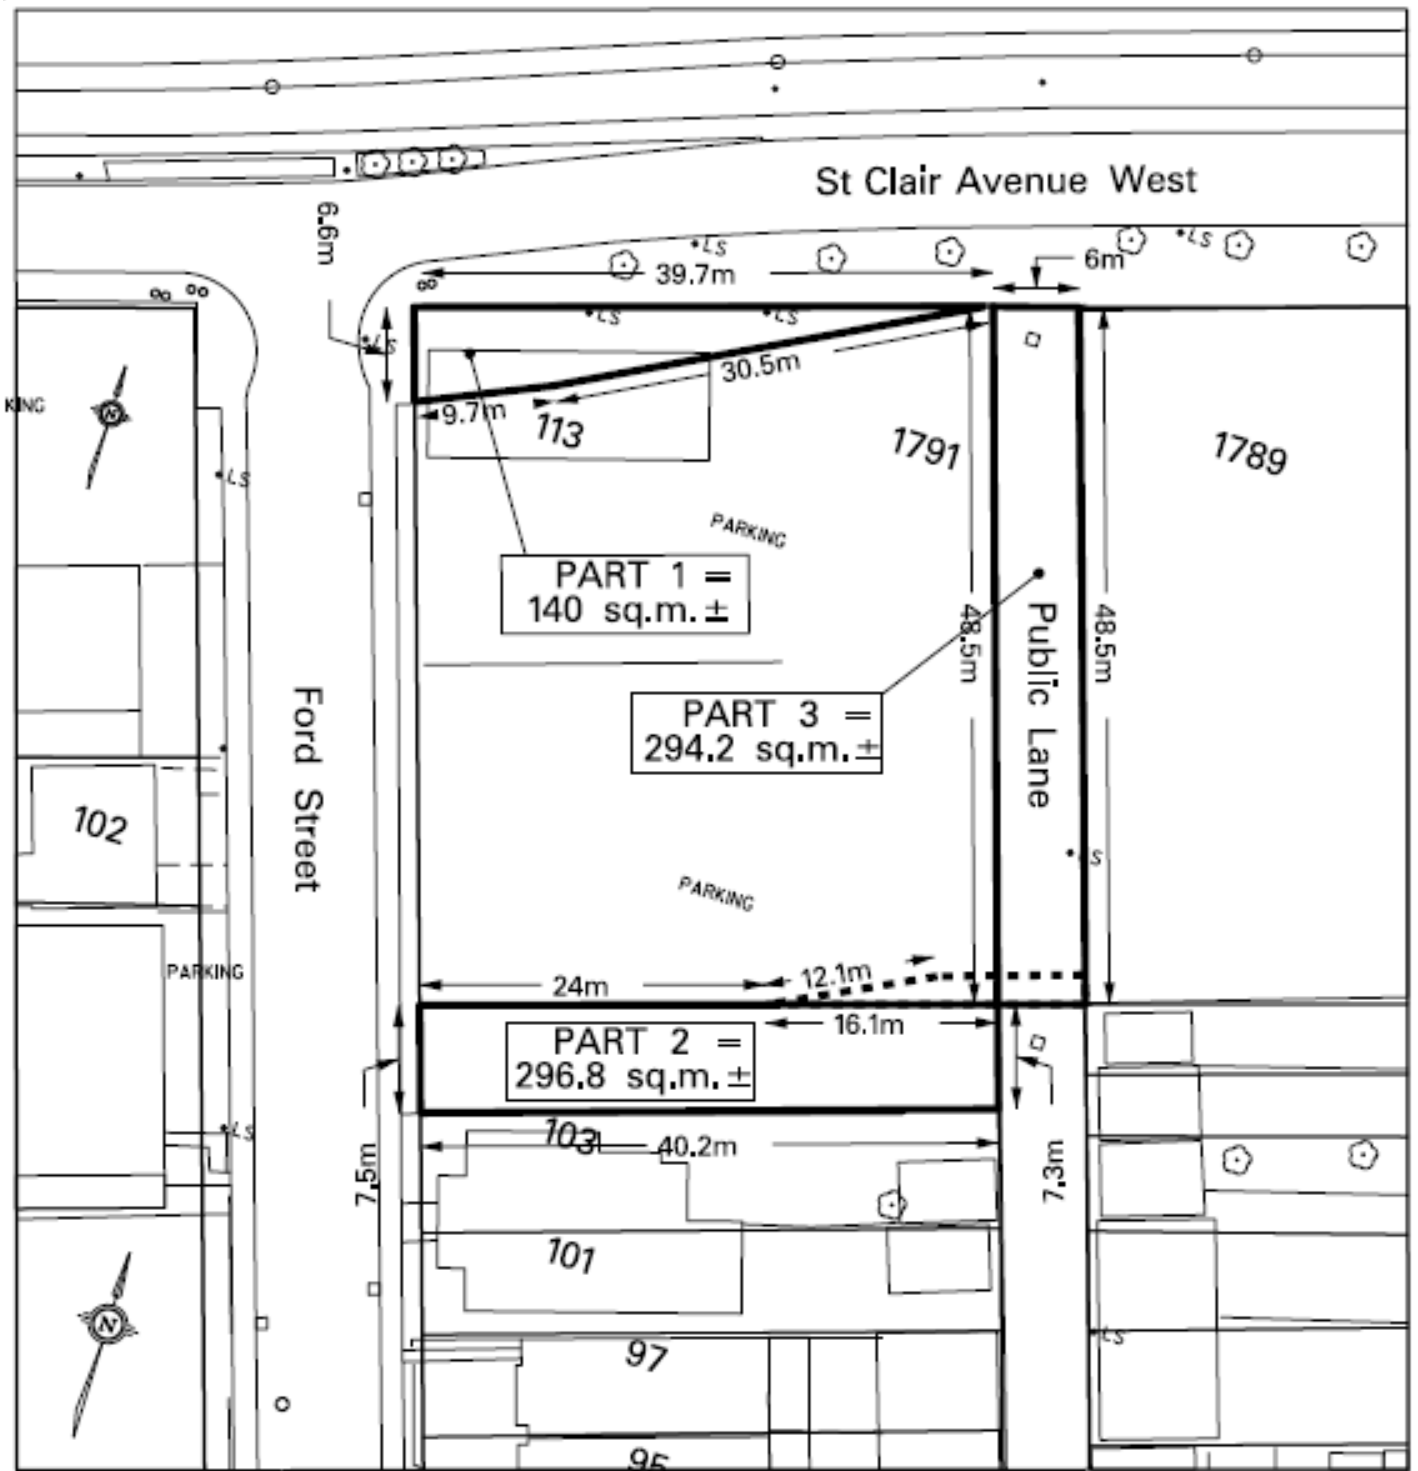 St Clair Avenue West
6.6m
LS
LS
39.7m
6m
LS
LS
LS
30.5m
N
KING
9.7m
113
1791
1789
LS
PARKING
PART 1 =
140 sq.m.±
48.5m
Public Lane
48.5m
Ford Street
PART 3 =
294.2 sq.m.±
102
LS
PARKING
PARKING
12.1m
24m
16.1m
PART 2 =
296.8 sq.m.±
LS
103
40.2m
7.5m
7.3m
101
N
LS
97
95